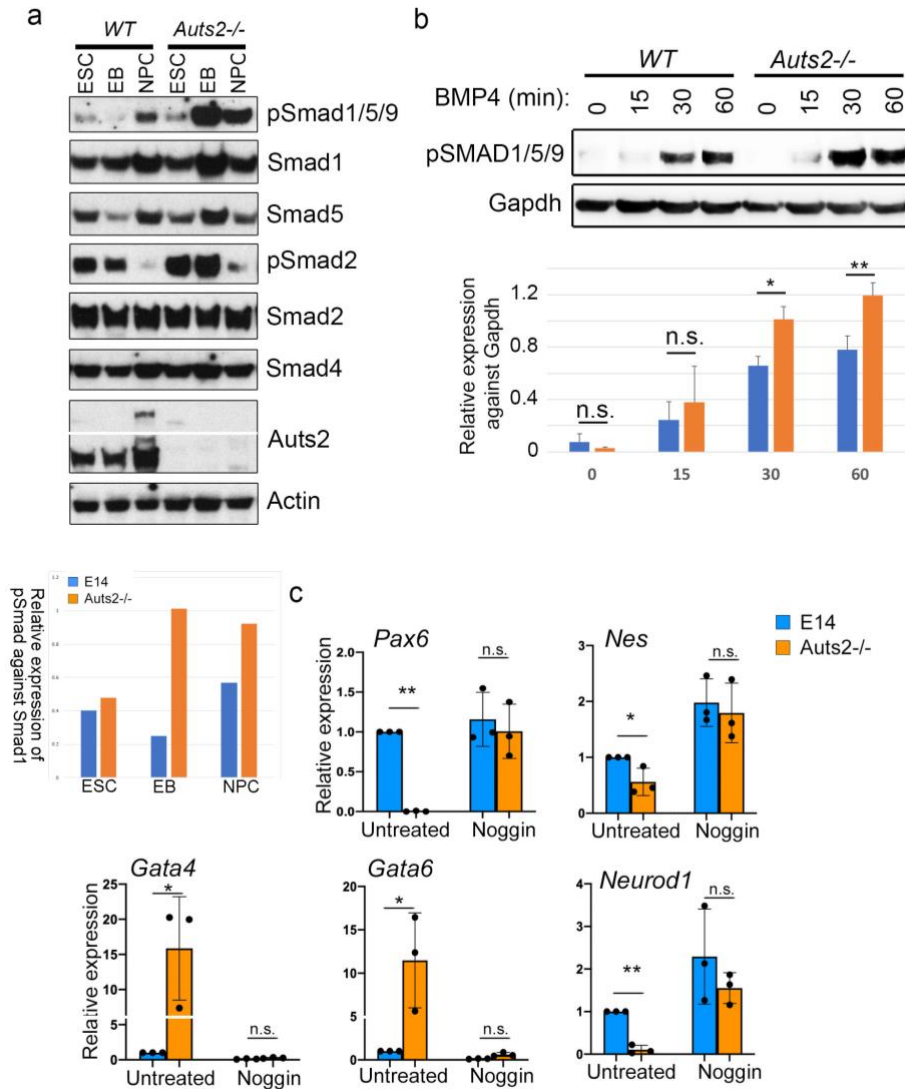 a
WT Auts2-/-
ESC EB NPC ESC EB NPC
pSmad1/5/9
Smad1
Smad5
pSmad2
Smad2
Smad4
Auts2
Actin
b
WT Auts2-/-
BMP4 (min): 0 15 30 60 0 15 30 60
pSMAD1/5/9
Gapdh
Relative expression
against Gapdh
1.2
0.8
0.4
0
n.s. n.s. * **
0 15 30 60
Relative expression of
pSmad against Smad1
E14
Auts2-/-
ESC EB NPC
c
Pax6
Relative expression
2.0
1.5
1.0
0.5
0.0
** n.s.
Untreated Noggin
Nes
3
2
1
0
* n.s.
Untreated Noggin
E14
Auts2-/-
Gata4
Relative expression
25
20
15
10
5
0
* n.s.
Untreated Noggin
Gata6
20
15
10
5
0
* n.s.
Untreated Noggin
Neurod1
4
3
2
1
0
** n.s.
Untreated Noggin